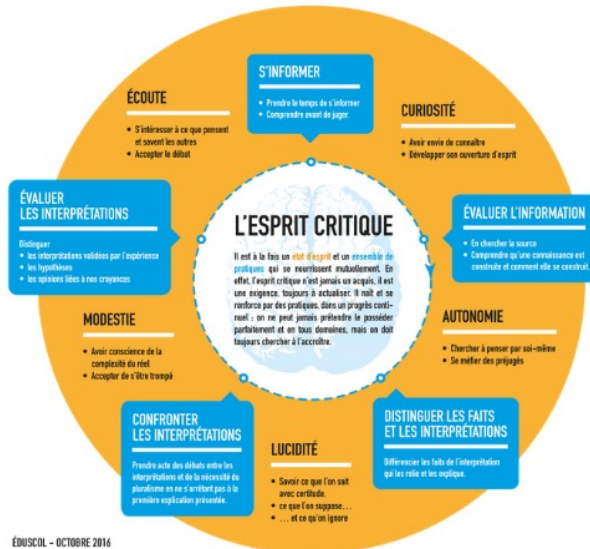 S'INFORMER
• Prendre le temps de s'informer
• Comprendre avant de juger.
CURIOSITÉ
• Avoir envie de connaître
• Développer son ouverture d'esprit
ÉVALUER L'INFORMATION
• En chercher la source
• Comprendre qu'une connaissance est
construite et comment elle se construit.
AUTONOMIE
• Chercher à penser par soi-même
• Se méfier des préjugés
DISTINGUER LES FAITS
ET LES INTERPRÉTATIONS
Différencier les faits de l'interprétation
qui les relie et les explique.
LUCIDITÉ
• Savoir ce que l'on sait
avec certitude,
• ce que l'on suppose...
• ... et ce qu'on ignore
CONFRONTER
LES INTERPRÉTATIONS
Prendre acte des débats entre les
interprétations et de la nécessité du
pluralisme en ne s'arrêtant pas à la
première explication présentée.
MODESTIE
• Avoir conscience de la
complexité du réel
• Accepter de s'être trompé
ÉVALUER
LES INTERPRÉTATIONS
Distinguer
• les interprétations validées par l'expérience
• les hypothèses
• les opinions liées à nos croyances
ÉCOUTE
• S'intéresser à ce que pensent
et savent les autres
• Accepter le débat
L'ESPRIT CRITIQUE
Il est à la fois un état d'esprit et un ensemble de
pratiques qui se nourrissent mutuellement. En
effet, l'esprit critique n'est jamais un acquis, il est
une exigence, toujours à actualiser. Il naît et se
renforce par des pratiques, dans un progrès conti-
nuel : on ne peut jamais prétendre le posséder
parfaitement et en tous domaines, mais on doit
toujours chercher à l'accroître.
ÉDUSCOL - OCTOBRE 2016